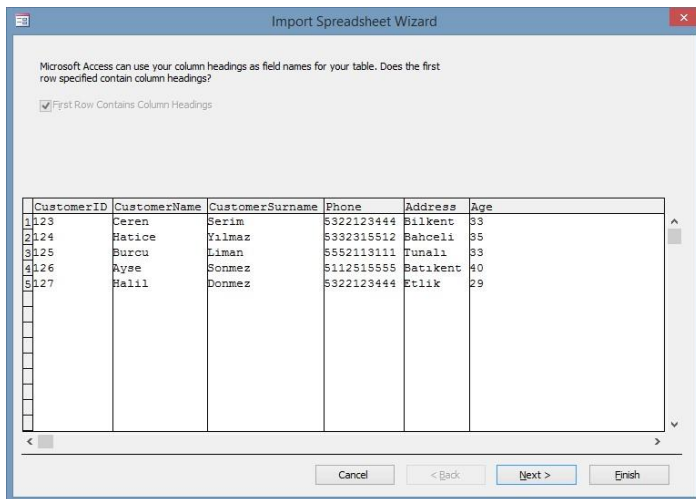 Import Spreadsheet Wizard
Microsoft Access can use your column headings as field names for your table. Does the first
row specified contain column headings?
First Row Contains Column Headings
CustomerID CustomerName CustomerSurname Phone Address Age
1 123 Ceren Serim 5322123444 Bilkent 33
2 124 Hatice Yılmaz 5332315512 Bahceli 35
3 125 Burcu Liman 5552113111 Tunalı 33
4 126 Ayse Sonmez 5112515555 Batıkent 40
5 127 Halil Donmez 5322123444 Etlik 29
Cancel < Back Next > Finish